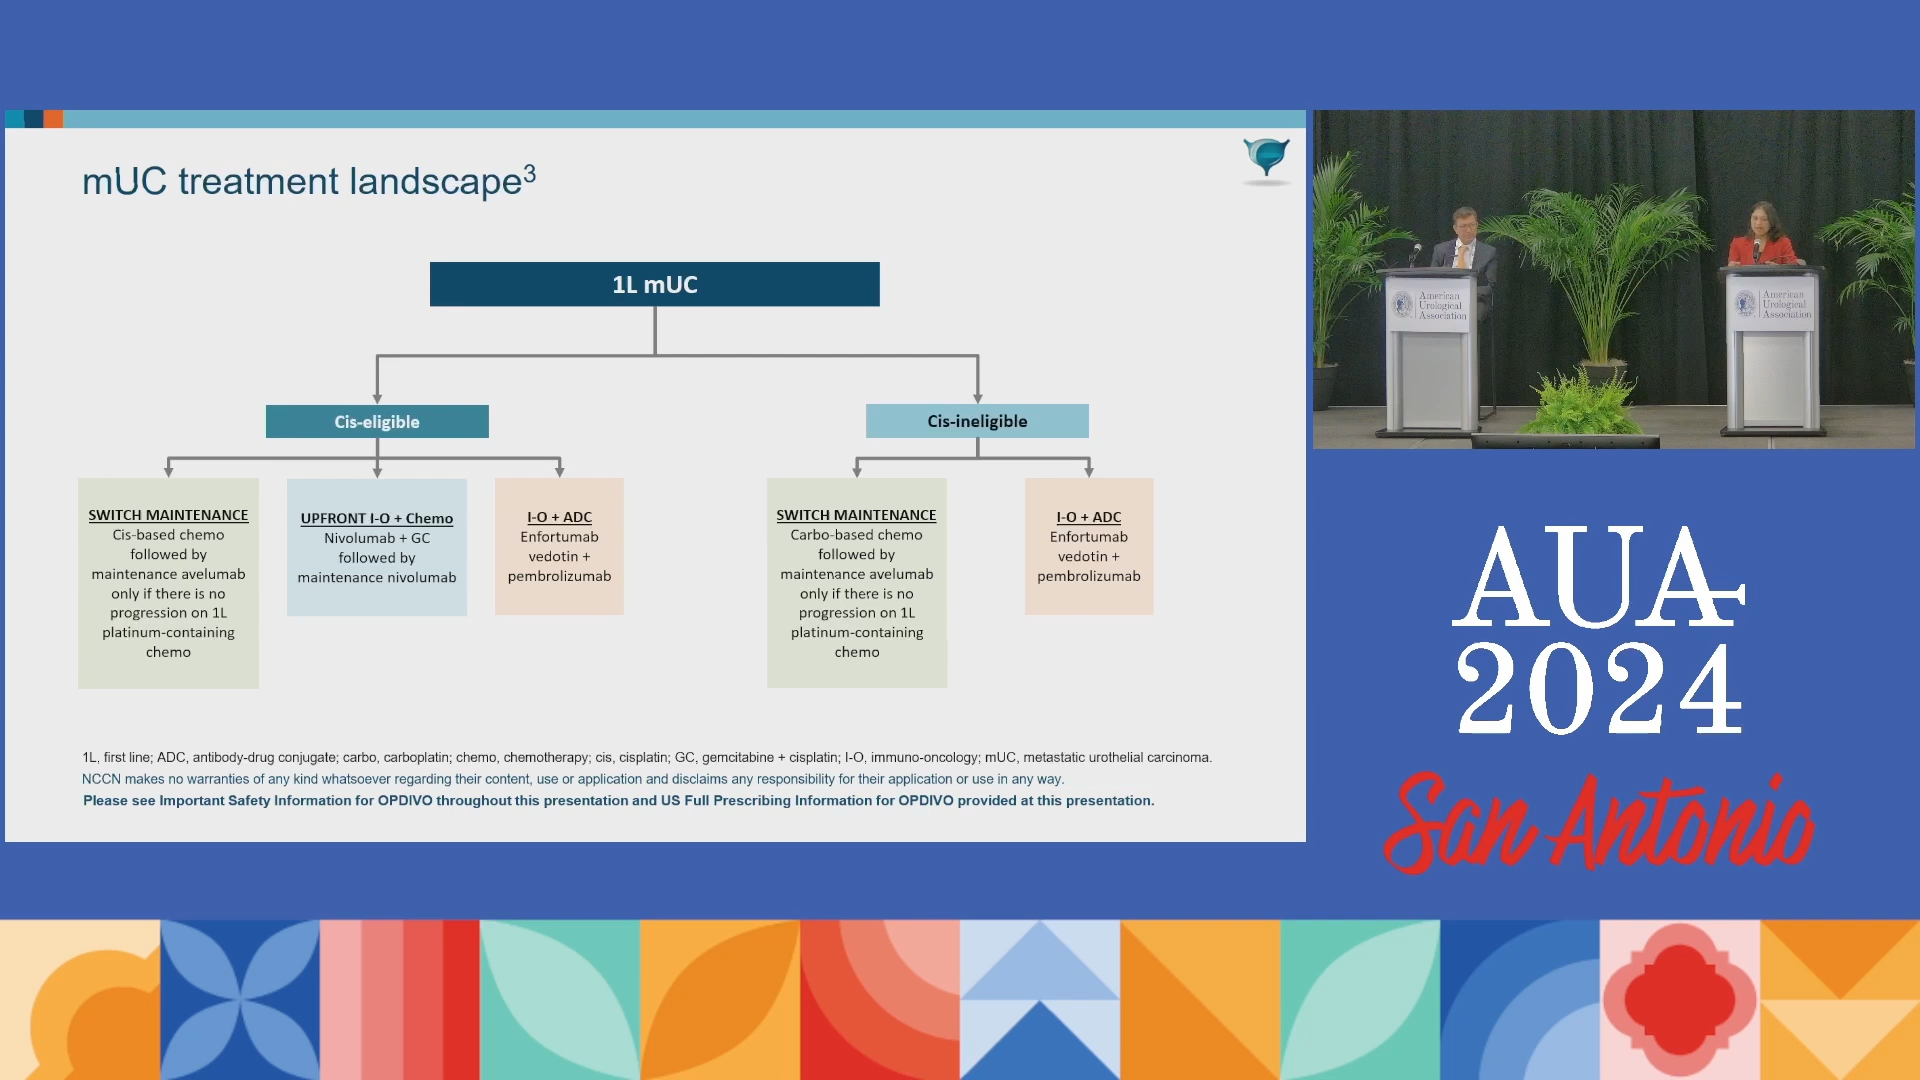 mUC treatment landscape3
1L mUC
Cis-eligible
Cis-ineligible
SWITCH MAINTENANCE
Cis-based chemo
followed by
maintenance avelumab
only if there is no
progression on 1L
platinum-containing
chemo
UPFRONT I-O + Chemo
Nivolumab + GC
followed by
maintenance nivolumab
I-O + ADC
Enfortumab
vedotin +
pembrolizumab
SWITCH MAINTENANCE
Carbo-based chemo
followed by
maintenance avelumab
only if there is no
progression on 1L
platinum-containing
chemo
I-O + ADC
Enfortumab
vedotin +
pembrolizumab
1L, first line; ADC, antibody-drug conjugate; carbo, carboplatin; chemo, chemotherapy; cis, cisplatin; GC, gemcitabine + cisplatin; I-O, immuno-oncology; mUC, metastatic urothelial carcinoma.
NCCN makes no warranties of any kind whatsoever regarding their content, use or application and disclaims any responsibility for their application or use in any way.
Please see Important Safety Information for OPDIVO throughout this presentation and US Full Prescribing Information for OPDIVO provided at this presentation.
American
Urological
Association
American
Urological
Association
AUA
2024
San Antonio